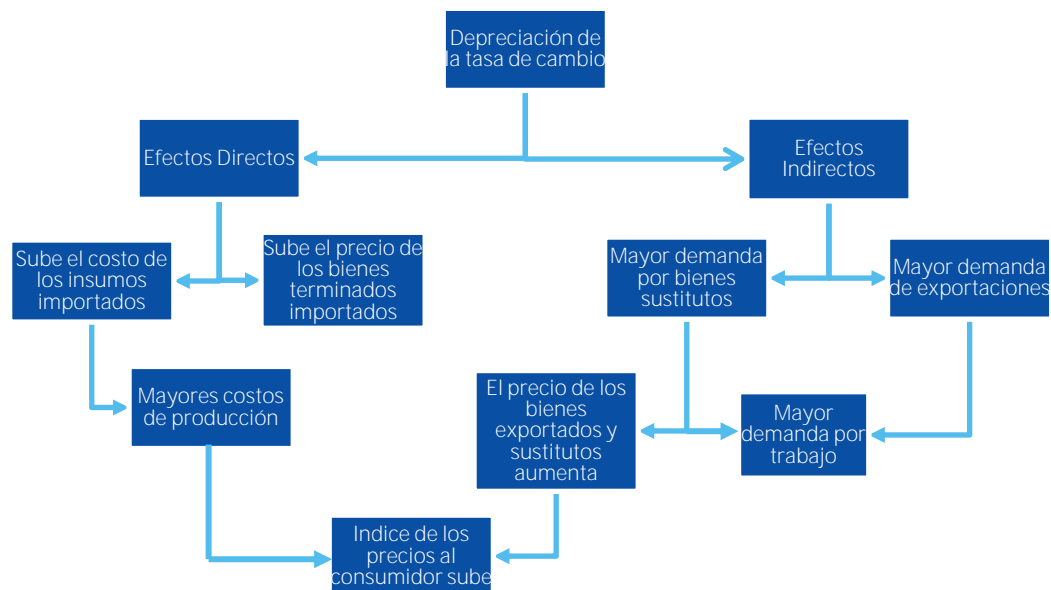 Depreciación de
la tasa de cambio
Efectos Directos
Efectos
Indirectos
Sube el costo de
los insumos
importados
Sube el precio de
los bienes
terminados
importados
Mayor demanda
por bienes
sustitutos
Mayor demanda
de exportaciones
Mayores costos
de producción
El precio de los
bienes
exportados y
sustitutos
aumenta
Mayor
demanda por
trabajo
Indice de los
precios al
consumidor sube